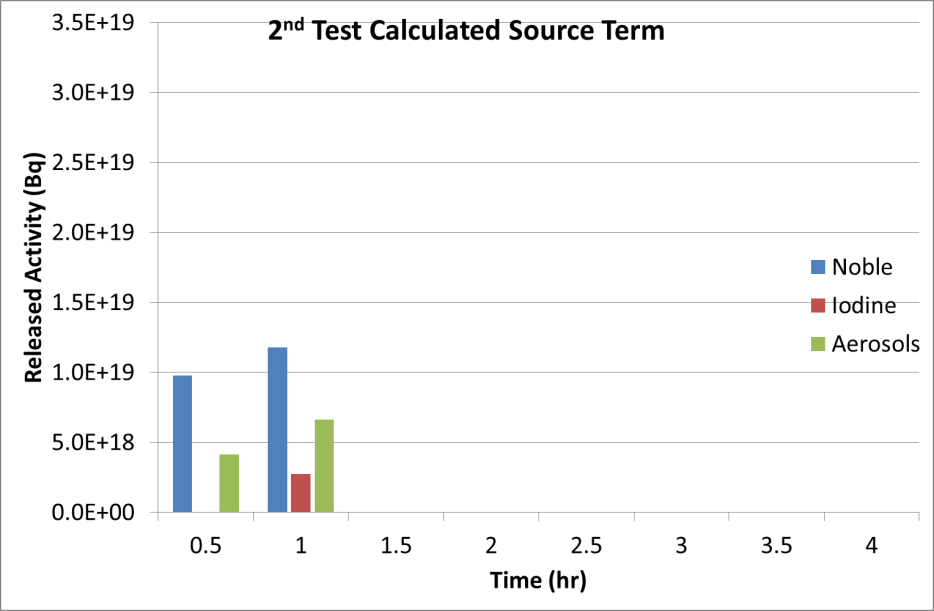 2nd Test Calculated Source Term
3.5E+19
3.0E+19
2.5E+19
2.0E+19
1.5E+19
1.0E+19
5.0E+18
0.0E+00
Released Activity (Bq)
Noble
Iodine
Aerosols
0.5 1 1.5 2 2.5 3 3.5 4
Time (hr)